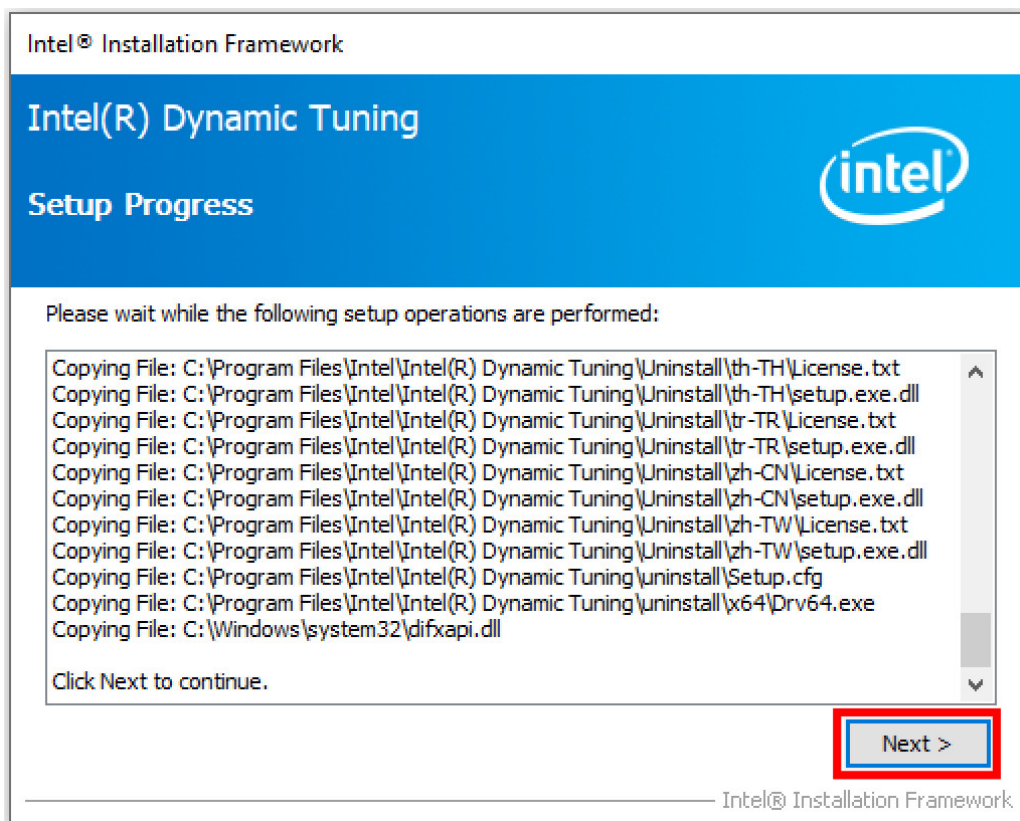 Intel® Installation Framework
Intel(R) Dynamic Tuning
intel
Setup Progress
Please wait while the following setup operations are performed:
Copying File: C:\Program Files\Intel\Intel(R) Dynamic Tuning\Uninstall\th-TH\License.txt
Copying File: C:\Program Files\Intel\Intel(R) Dynamic Tuning\Uninstall\th-TH\setup.exe.dll
Copying File: C:\Program Files\Intel\Intel(R) Dynamic Tuning\Uninstall\tr-TR\License.txt
Copying File: C:\Program Files\Intel\Intel(R) Dynamic Tuning\Uninstall\tr-TR\setup.exe.dll
Copying File: C:\Program Files\Intel\Intel(R) Dynamic Tuning\Uninstall\zh-CN\License.txt
Copying File: C:\Program Files\Intel\Intel(R) Dynamic Tuning\Uninstall\zh-CN\setup.exe.dll
Copying File: C:\Program Files\Intel\Intel(R) Dynamic Tuning\Uninstall\zh-TW\License.txt
Copying File: C:\Program Files\Intel\Intel(R) Dynamic Tuning\Uninstall\zh-TW\setup.exe.dll
Copying File: C:\Program Files\Intel\Intel(R) Dynamic Tuning\uninstall\Setup.cfg
Copying File: C:\Program Files\Intel\Intel(R) Dynamic Tuning\uninstall\x64\Drv64.exe
Copying File: C:\Windows\system32\difxapi.dll
Click Next to continue.
Next >
Intel® Installation Framework